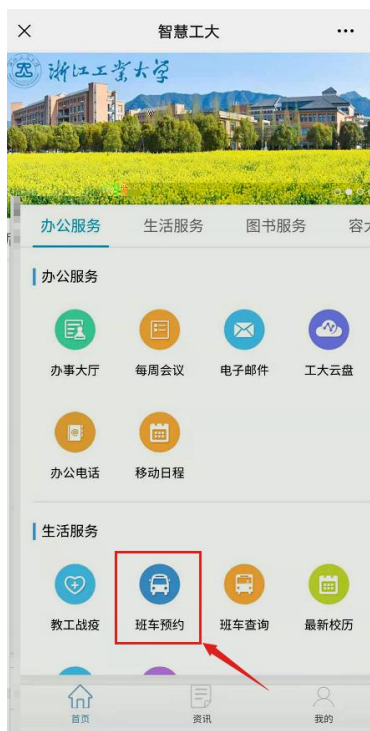 智慧工大
浙江工业大学
办公服务 生活服务 图书服务
办公服务
办事大厅 每周会议 电子邮件 工大云盘
办公电话 移动日程
生活服务
教工战疫 班车预约 班车查询 最新校历
首页 资讯 我的